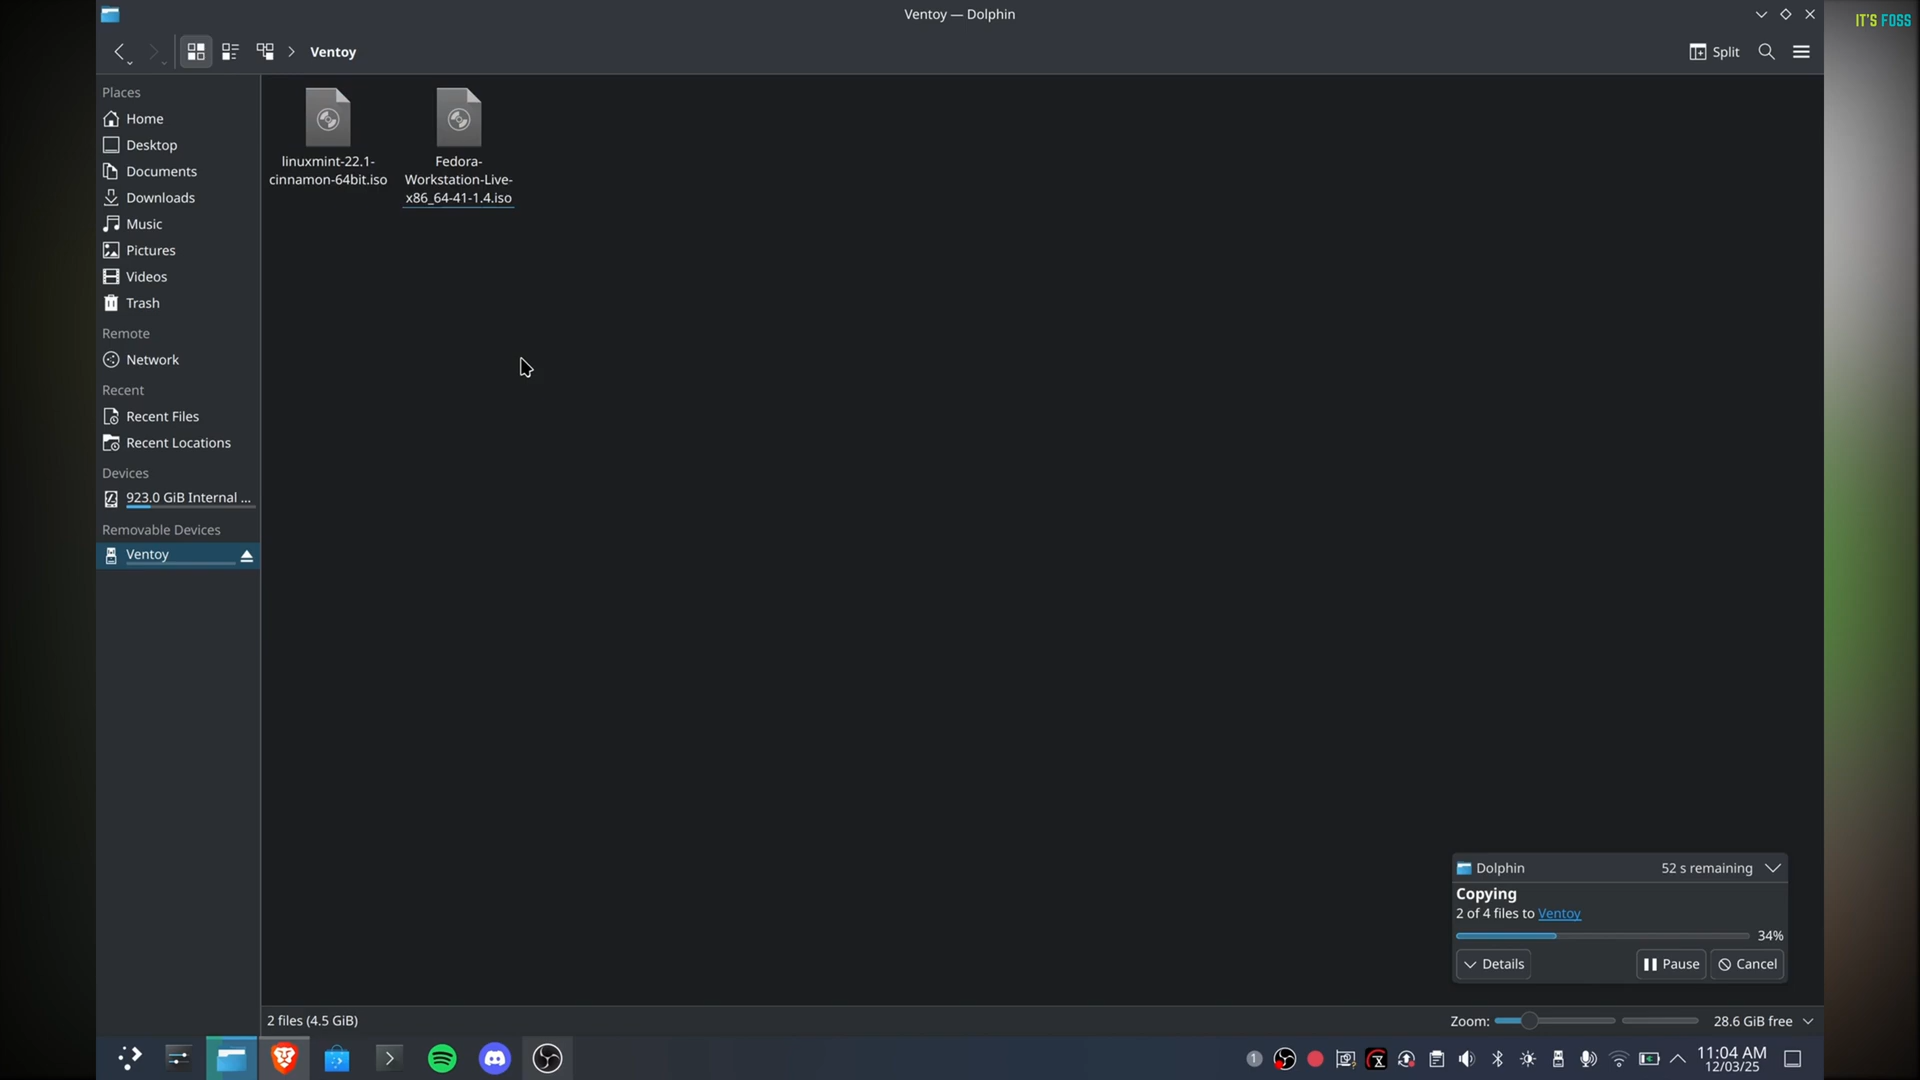 Ventoy — Dolphin
IT'S FOSS
Ventoy
Split
Places
Home
Desktop
Documents
Downloads
Music
Pictures
Videos
Trash
Remote
Network
Recent
Recent Files
Recent Locations
Devices
923.0 GiB Internal ...
Removable Devices
Ventoy
linuxmint-22.1-
cinnamon-64bit.iso
Fedora-
Workstation-Live-
x86_64-41-1.4.iso
Dolphin
52 s remaining
Copying
2 of 4 files to Ventoy
34%
Details
Pause
Cancel
2 files (4.5 GiB)
Zoom:
28.6 GiB free
1
11:04 AM
12/03/25